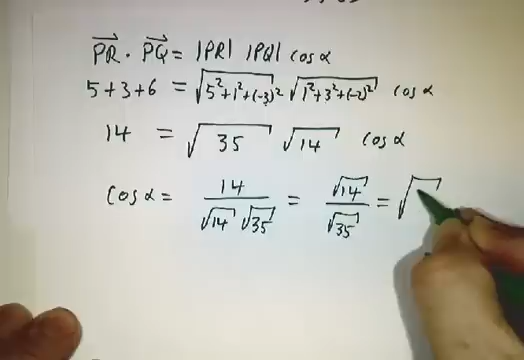 PR · PQ = |PR| |PQ| cos α
5 + 3 + 6 = √(5²+1²+(-3)²) √(1²+3²+(-2)²) cos α
14 = √35 √14 cos α
cos α = 14 / (√14 √35) = √14 / √35 = √